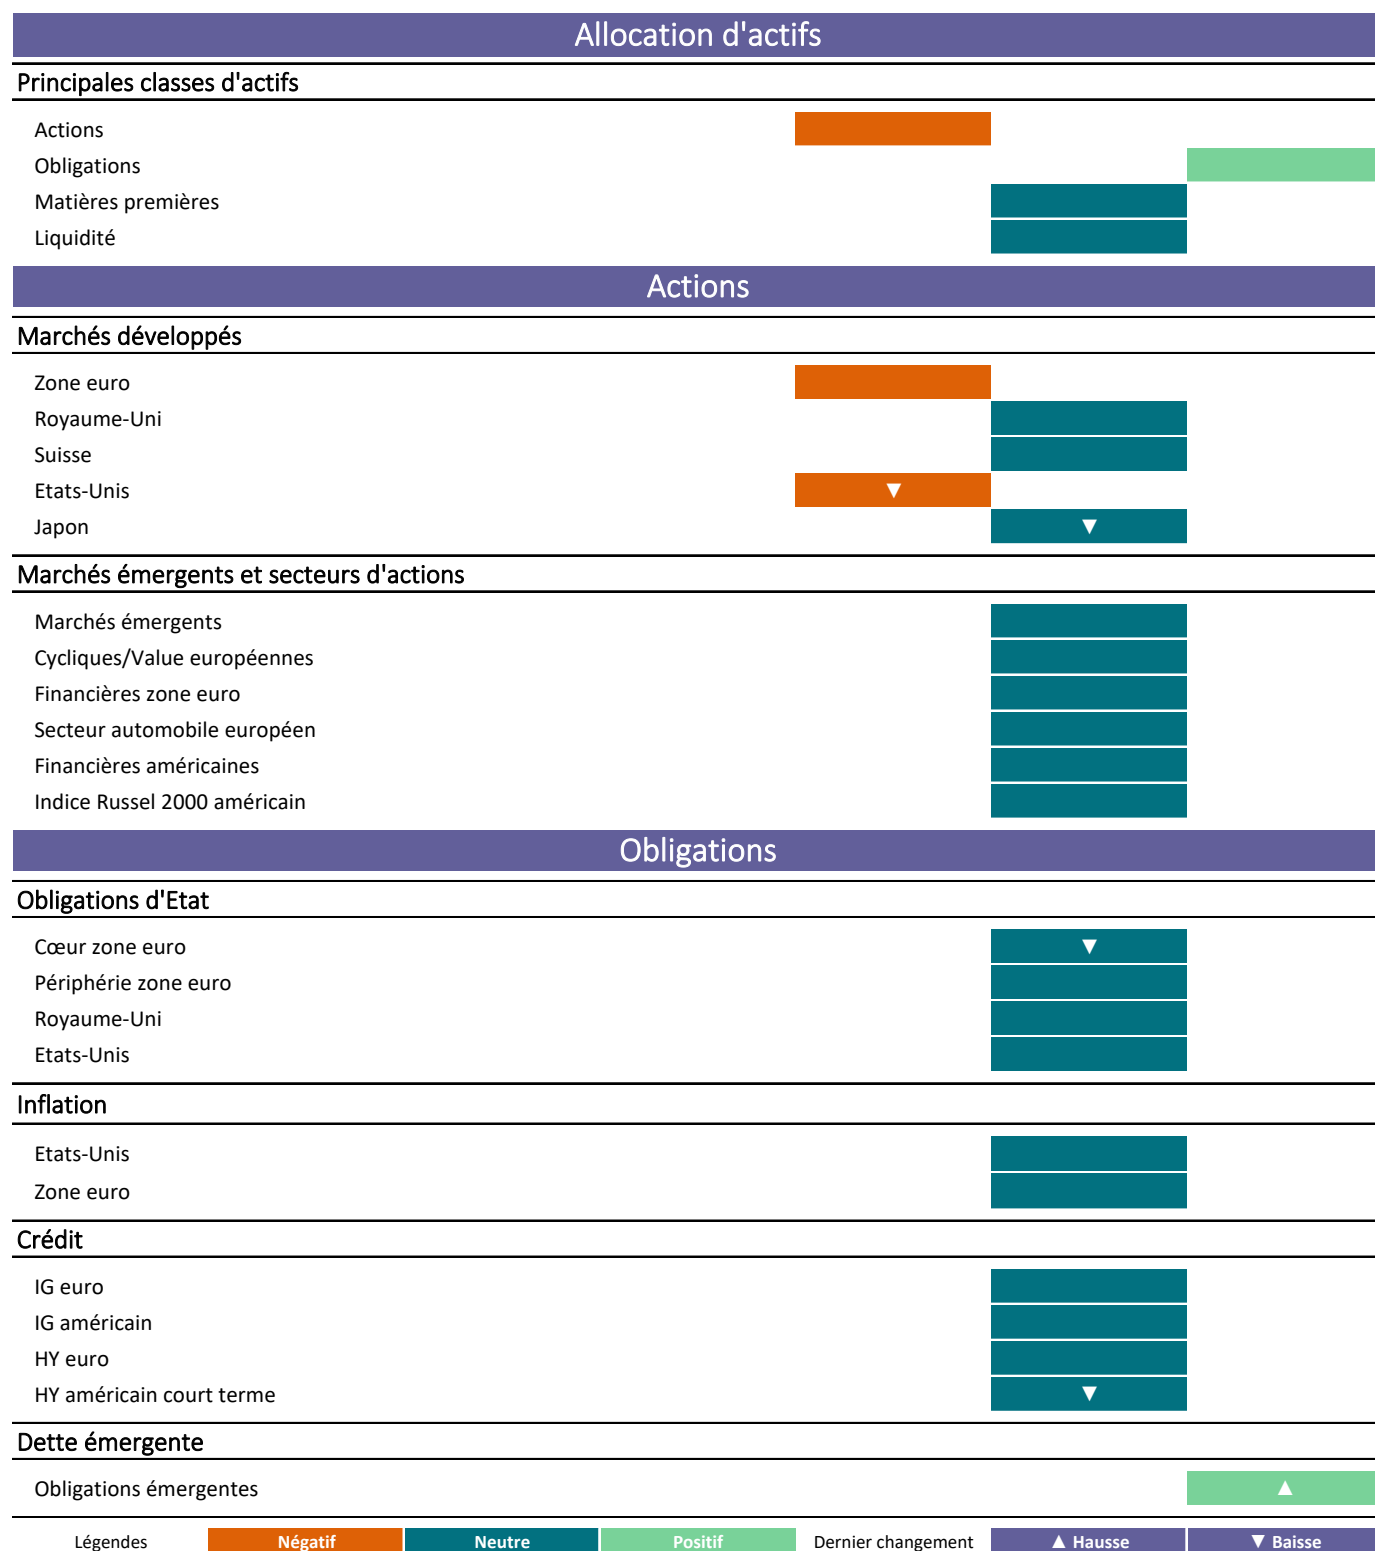 Allocation d'actifs
Principales classes d'actifs
Actions
Obligations
Matières premières
Liquidité
Actions
Marchés développés
Zone euro
Royaume-Uni
Suisse
Etats-Unis ▼
Japon ▼
Marchés émergents et secteurs d'actions
Marchés émergents
Cycliques/Value européennes
Financières zone euro
Secteur automobile européen
Financières américaines
Indice Russel 2000 américain
Obligations
Obligations d'Etat
Cœur zone euro ▼
Périphérie zone euro
Royaume-Uni
Etats-Unis
Inflation
Etats-Unis
Zone euro
Crédit
IG euro
IG américain
HY euro
HY américain court terme ▼
Dette émergente
Obligations émergentes ▲
Légendes Négatif Neutre Positif Dernier changement ▲ Hausse ▼ Baisse